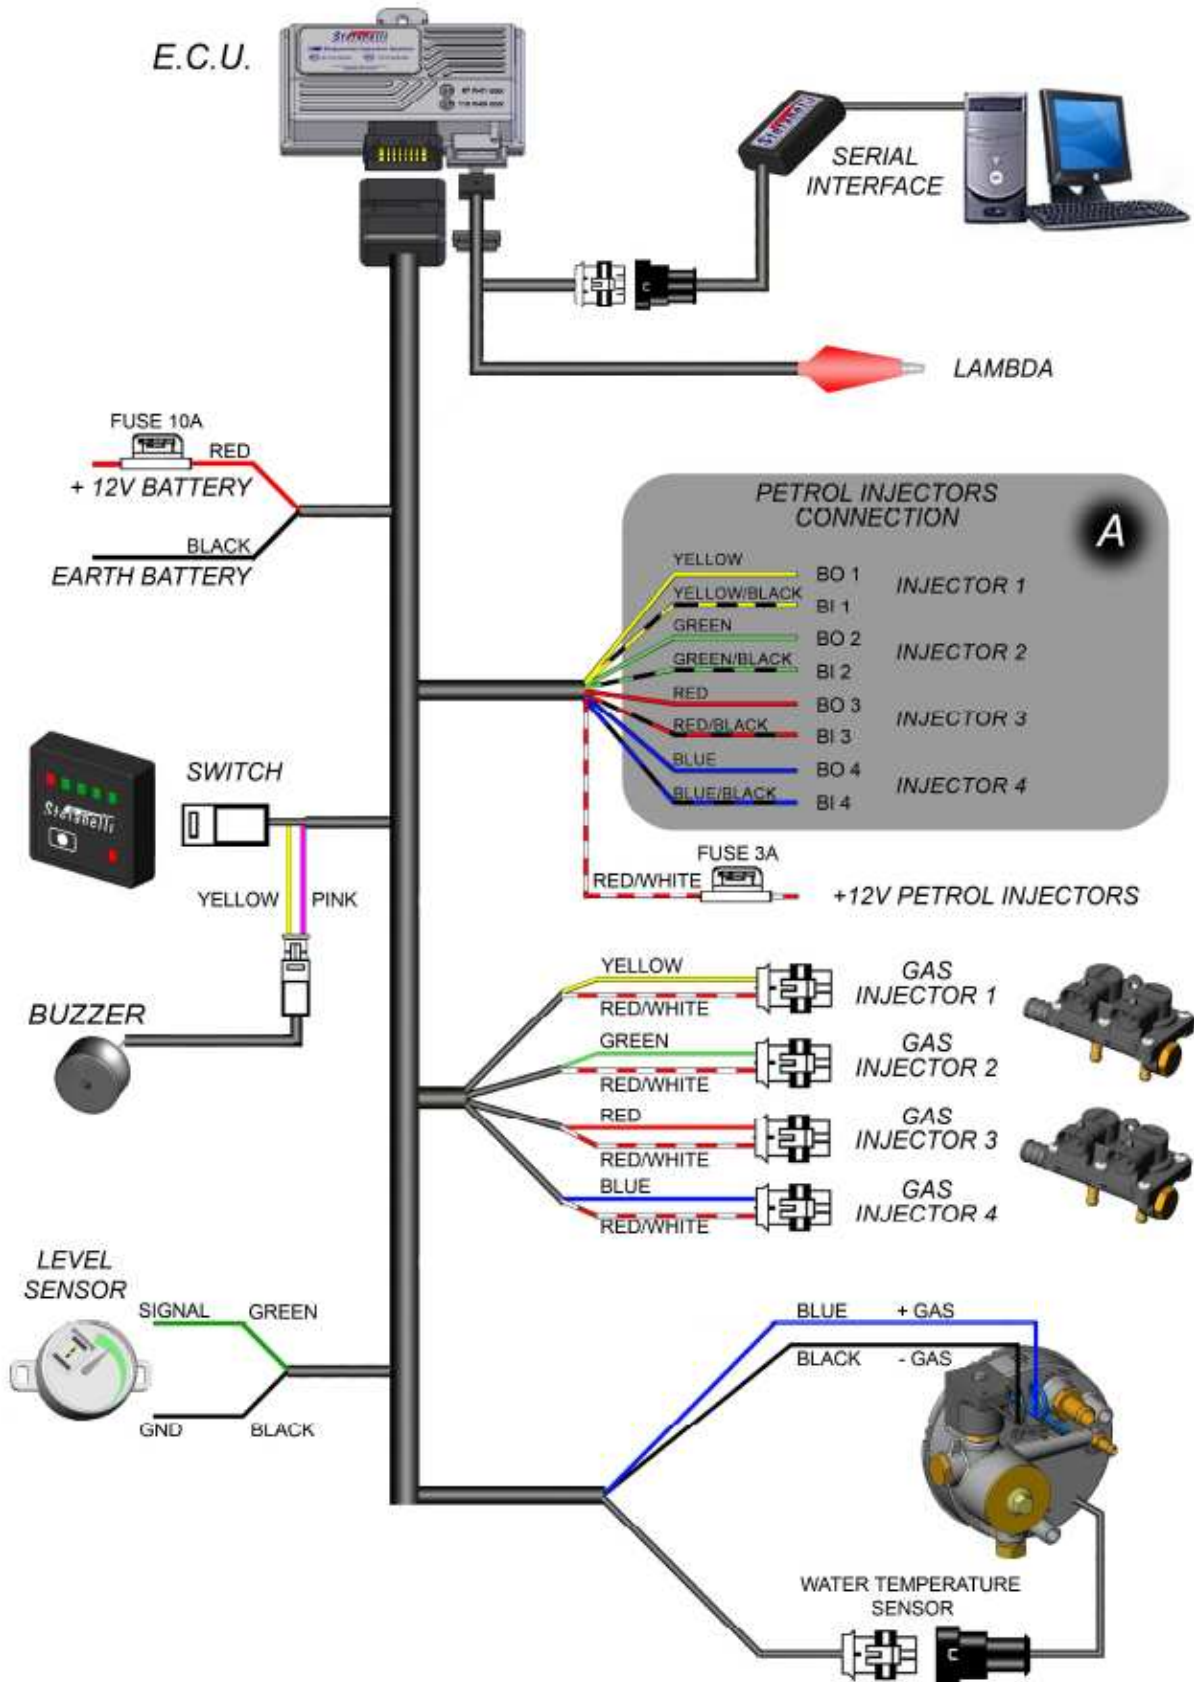 E.C.U.
SERIAL
INTERFACE
LAMBDA
FUSE 10A
RED
+ 12V BATTERY
BLACK
EARTH BATTERY
PETROL INJECTORS
CONNECTION
A
YELLOW
BO 1
INJECTOR 1
YELLOW/BLACK
BI 1
GREEN
BO 2
INJECTOR 2
GREEN/BLACK
BI 2
RED
BO 3
INJECTOR 3
RED/BLACK
BI 3
BLUE
BO 4
INJECTOR 4
BLUE/BLACK
BI 4
FUSE 3A
RED/WHITE
+12V PETROL INJECTORS
SWITCH
YELLOW
PINK
BUZZER
YELLOW
RED/WHITE
GAS
INJECTOR 1
GREEN
RED/WHITE
GAS
INJECTOR 2
RED
RED/WHITE
GAS
INJECTOR 3
BLUE
RED/WHITE
GAS
INJECTOR 4
LEVEL
SENSOR
SIGNAL
GREEN
GND
BLACK
BLUE
+ GAS
BLACK
- GAS
WATER TEMPERATURE
SENSOR